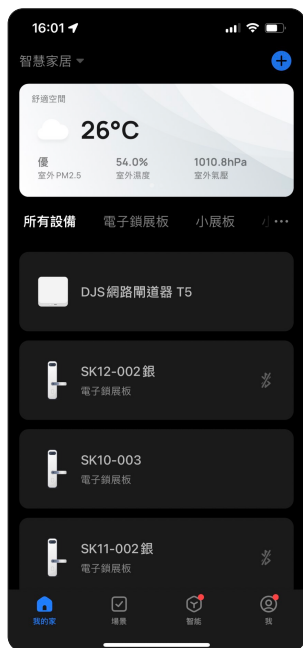 16:01
智慧家居
舒適空間
26°C
優 54.0% 1010.8hPa
室外PM2.5 室外濕度 室外氣壓
所有設備 電子鎖展板 小展板
DJS網路閘道器 T5
SK12-002銀
電子鎖展板
SK10-003
電子鎖展板
SK11-002銀
電子鎖展板
我的家 場景 智能 我